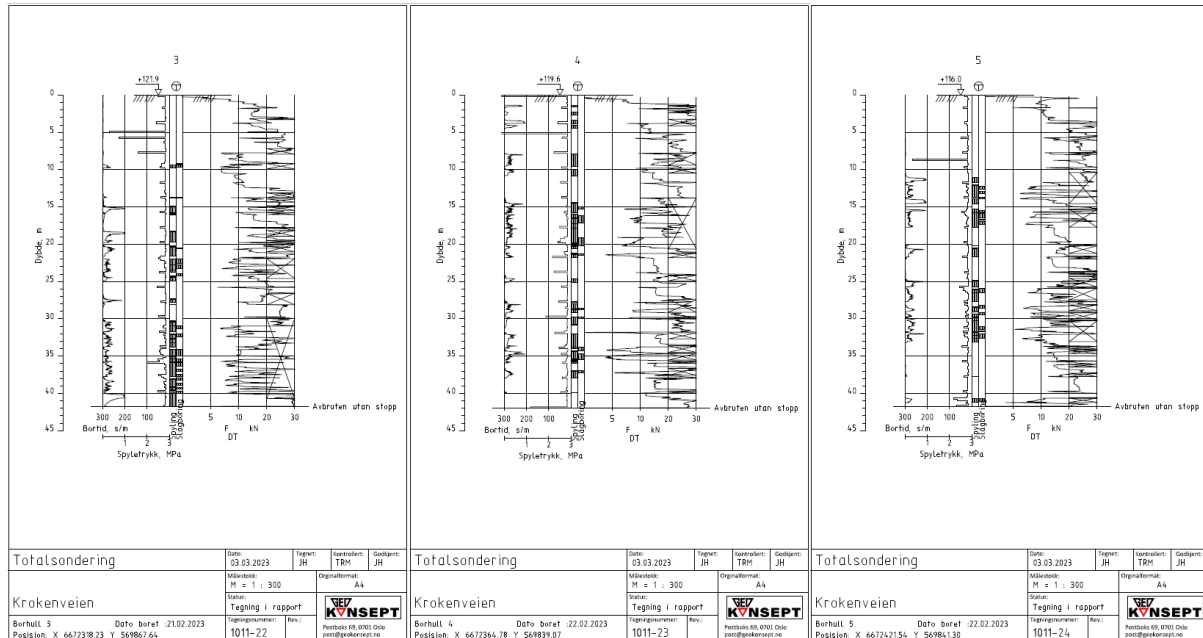 3
+121.9
0
5
10
15
20
25
30
35
40
45
Dybde, m
300 200 100
Bortid, s/m
1 2 3
Spyletrykk, MPa
Spyling
Slagboring
5 10 20 30
F kN
DT
Avbruten utan stopp
Totalsondering
Dato: 03.03.2023
Tegnet: JH
Kontrollert: TRM
Godkjent: JH
Målestokk: M = 1 : 300
Orginalformat: A4
Krokenveien
Status: Tegning i rapport
GEO KONSEPT
Borhull 3 Dato boret :21.02.2023
Posisjon: X 6672318.23 Y 569867.64
Tegningsnummer: 1011-22
Rev.:
Postboks 69, 0701 Oslo
post@geokonsept.no
4
+119.6
0
5
10
15
20
25
30
35
40
45
Dybde, m
300 200 100
Bortid, s/m
1 2 3
Spyletrykk, MPa
Spyling
Slagboring
5 10 20 30
F kN
DT
Avbruten utan stopp
Totalsondering
Dato: 03.03.2023
Tegnet: JH
Kontrollert: TRM
Godkjent: JH
Målestokk: M = 1 : 300
Orginalformat: A4
Krokenveien
Status: Tegning i rapport
GEO KONSEPT
Borhull 4 Dato boret :22.02.2023
Posisjon: X 6672364.78 Y 569839.07
Tegningsnummer: 1011-23
Rev.:
Postboks 69, 0701 Oslo
post@geokonsept.no
5
+116.0
0
5
10
15
20
25
30
35
40
45
Dybde, m
300 200 100
Bortid, s/m
1 2 3
Spyletrykk, MPa
Spyling
Slagboring
5 10 20 30
F kN
DT
Avbruten utan stopp
Totalsondering
Dato: 03.03.2023
Tegnet: JH
Kontrollert: TRM
Godkjent: JH
Målestokk: M = 1 : 300
Orginalformat: A4
Krokenveien
Status: Tegning i rapport
GEO KONSEPT
Borhull 5 Dato boret :22.02.2023
Posisjon: X 6672421.54 Y 569841.30
Tegningsnummer: 1011-24
Rev.:
Postboks 69, 0701 Oslo
post@geokonsept.no